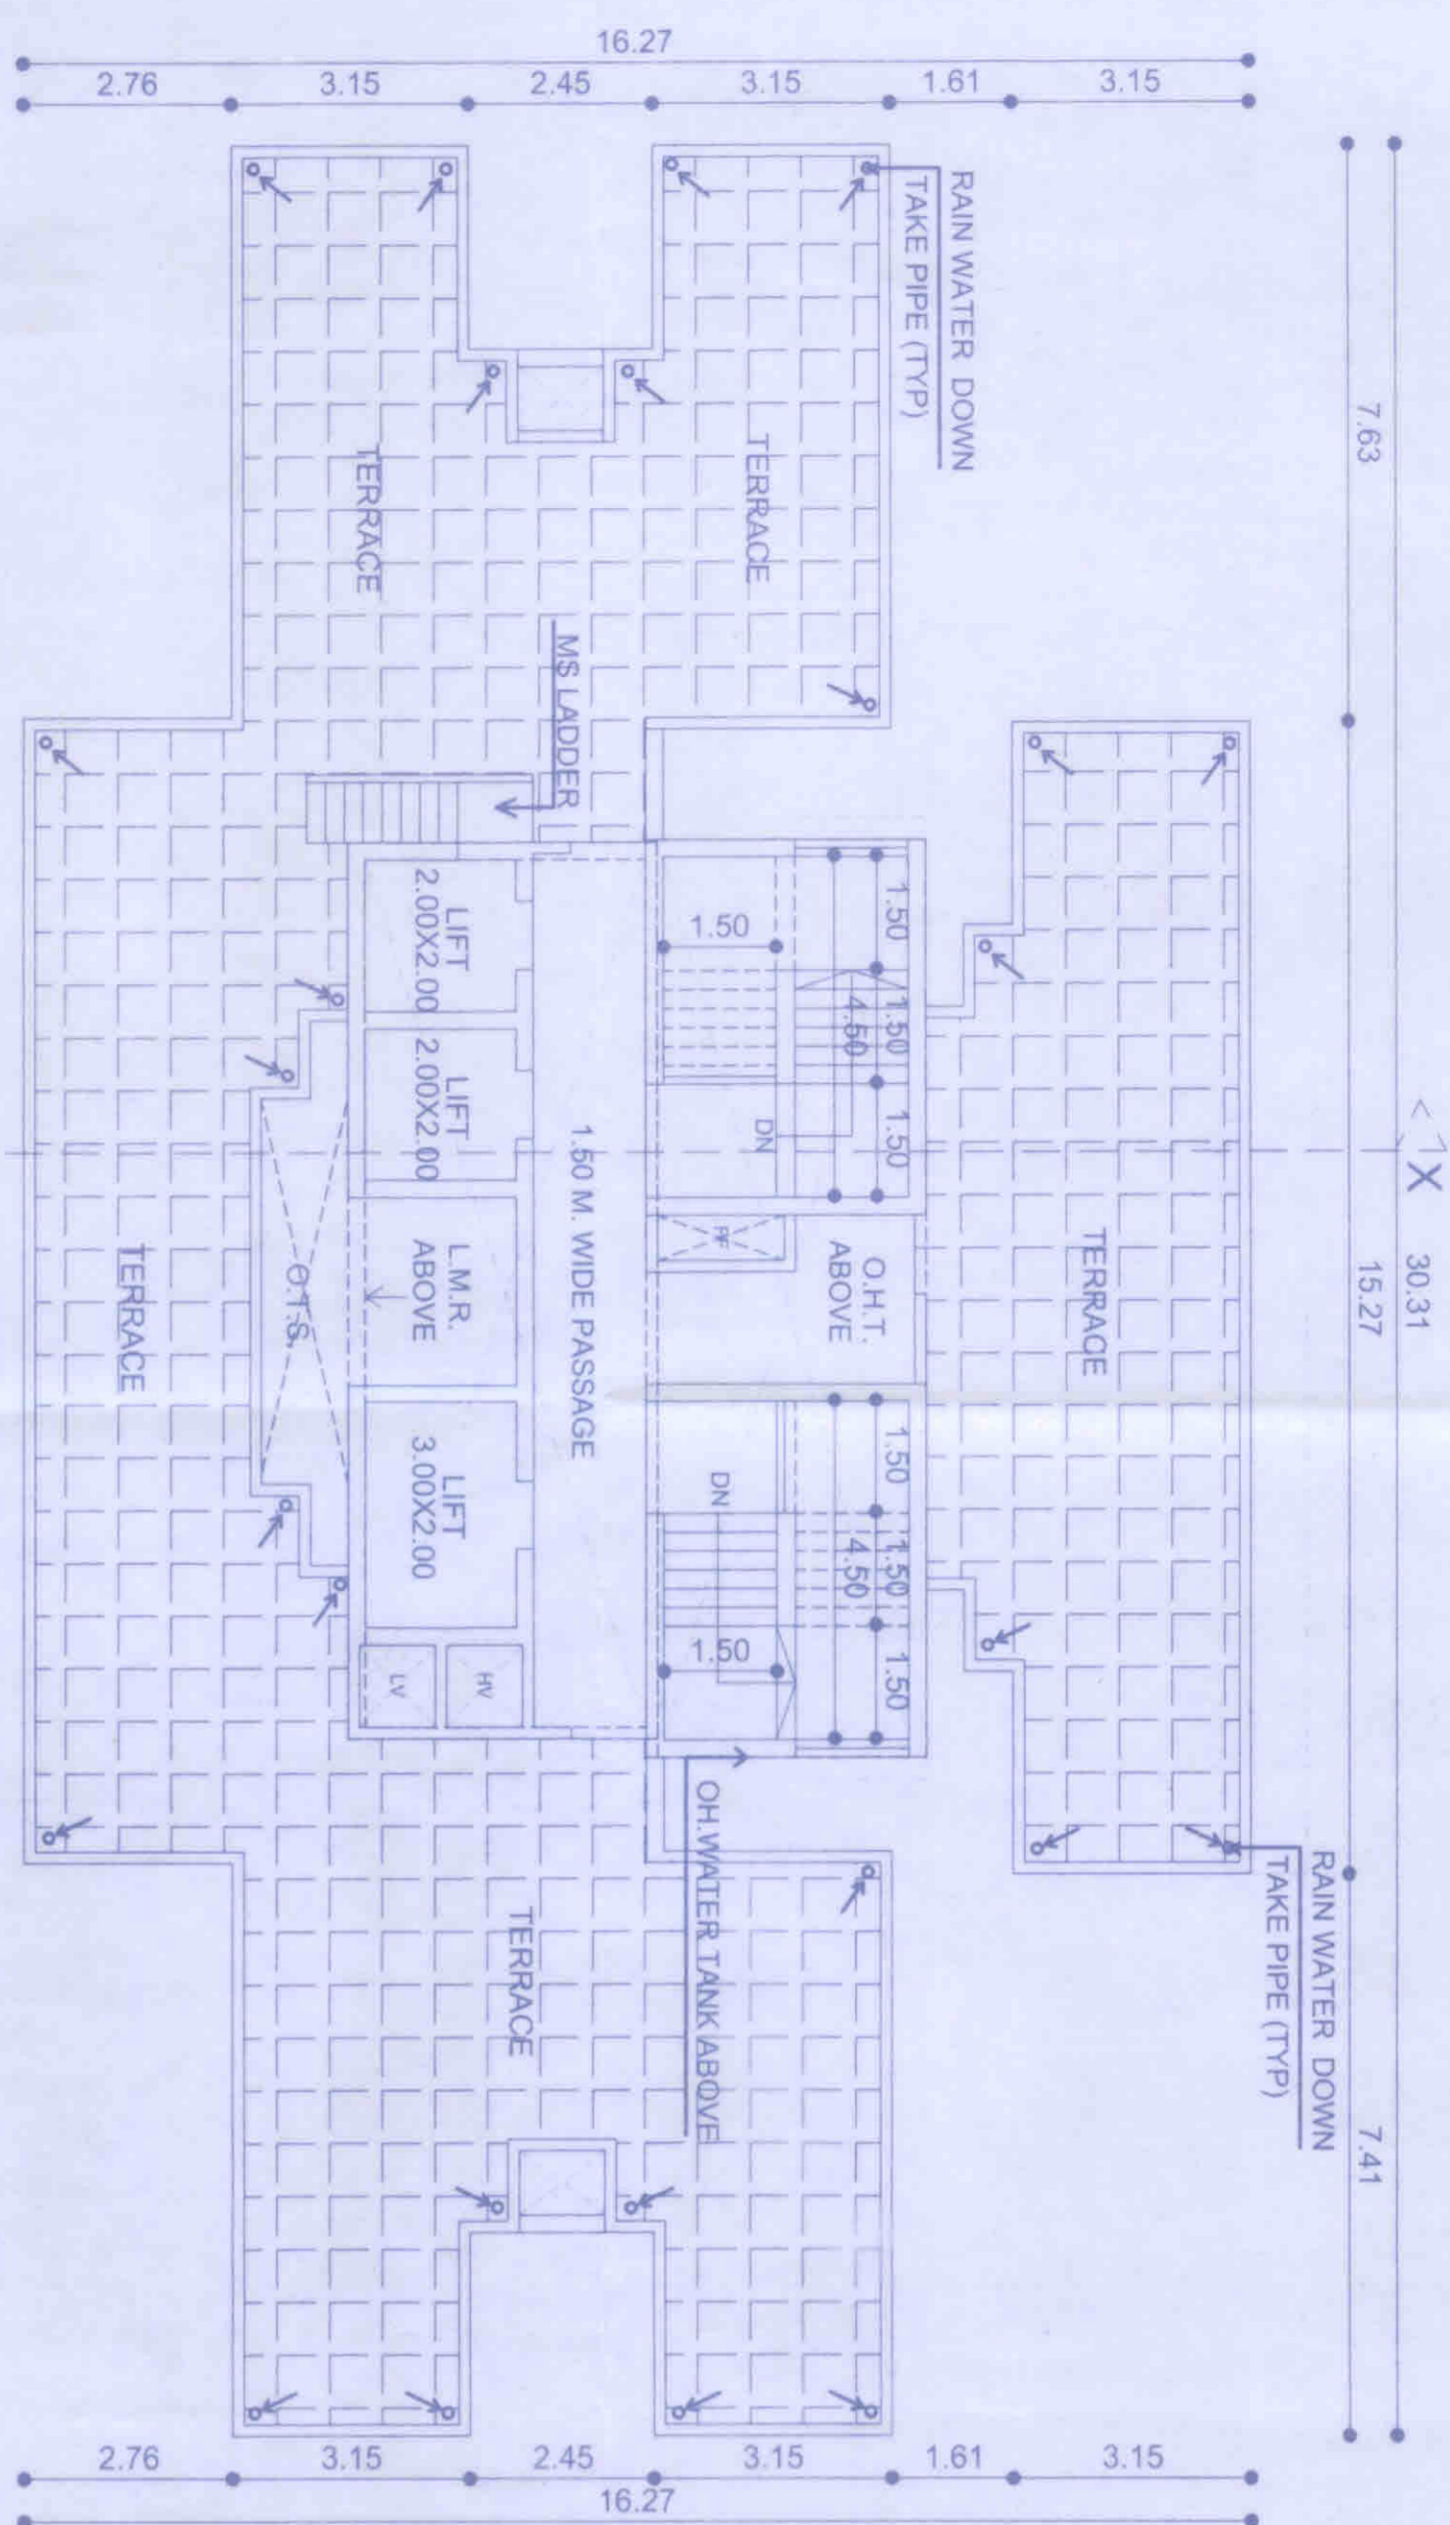 16.27
2.76 3.15 2.45 3.15 1.61 3.15
RAIN WATER DOWN
TAKE PIPE (TYP)
7.63
TERRACE
TERRACE
MS LADDER
LIFT
2.00X2.00
LIFT
2.00X2.00
L.M.R.
ABOVE
LIFT
3.00X2.00
LV
HV
1.50 M. WIDE PASSAGE
1.50
1.50
1.50
4.50
1.50
DN
O.H.T.
ABOVE
DN
1.50
1.50
4.50
1.50
1.50
O.T.S.
TERRACE
TERRACE
X
30.31
15.27
OH.WATER TANK ABOVE
RAIN WATER DOWN
TAKE PIPE (TYP)
TERRACE
7.41
2.76 3.15 2.45 3.15 1.61 3.15
16.27